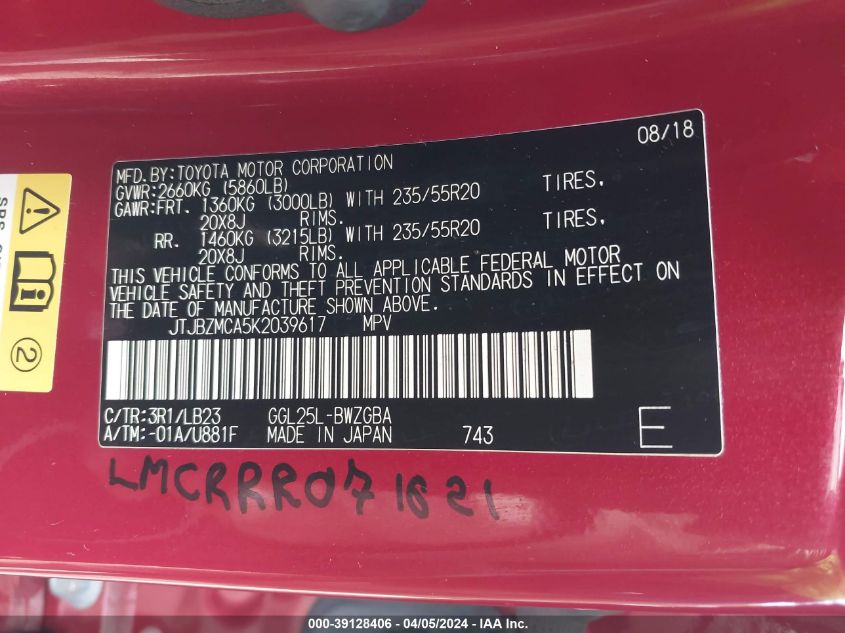 08/18
MFD.BY:TOYOTA MOTOR CORPORATION
GVWR:2660KG (5860LB)
GAWR:FRT. 1360KG (3000LB) WITH 235/55R20 TIRES,
20X8J RIMS.
RR. 1460KG (3215LB) WITH 235/55R20 TIRES,
20X8J RIMS.
THIS VEHICLE CONFORMS TO ALL APPLICABLE FEDERAL MOTOR
VEHICLE SAFETY AND THEFT PREVENTION STANDARDS IN EFFECT ON
THE DATE OF MANUFACTURE SHOWN ABOVE.
JTJBZMCA5K2039617 MPV
C/TR:3R1/LB23 GGL25L-BWZGBA
A/TM:-01A/U881F MADE IN JAPAN 743 E
2
LMCRRR071621
000-39128406 - 04/05/2024 - IAA Inc.